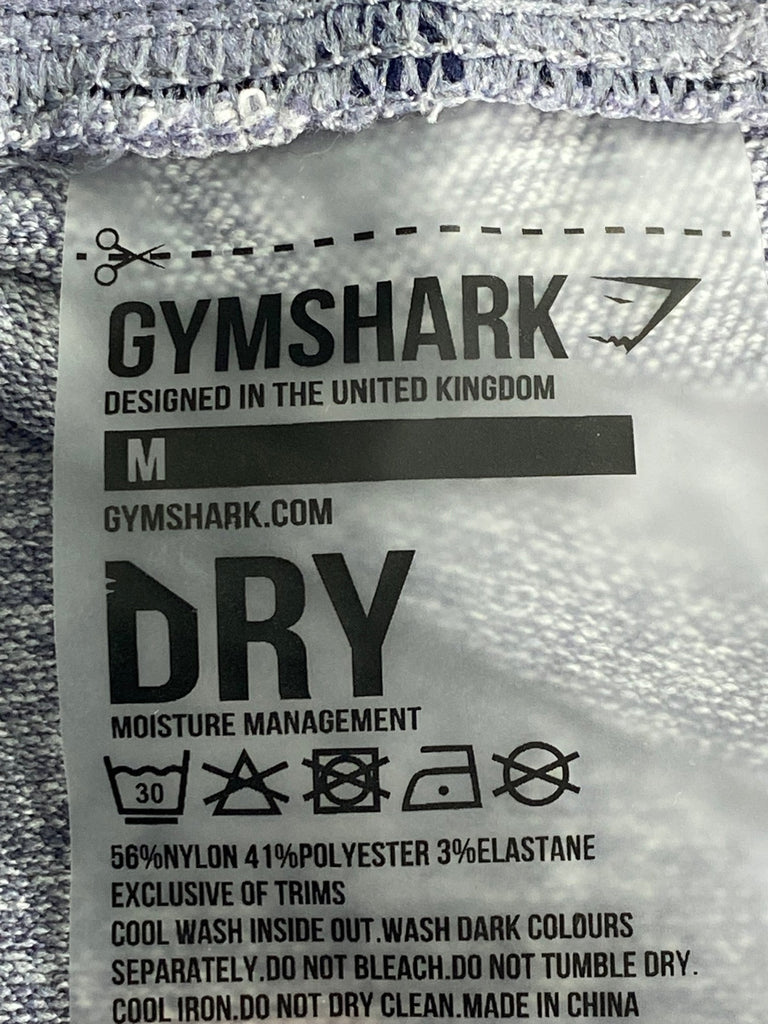 GYMSHARK
DESIGNED IN THE UNITED KINGDOM
M
GYMSHARK.COM
DRY
MOISTURE MANAGEMENT
30
56%NYLON 41%POLYESTER 3%ELASTANE
EXCLUSIVE OF TRIMS
COOL WASH INSIDE OUT.WASH DARK COLOURS
SEPARATELY.DO NOT BLEACH.DO NOT TUMBLE DRY.
COOL IRON.DO NOT DRY CLEAN.MADE IN CHINA